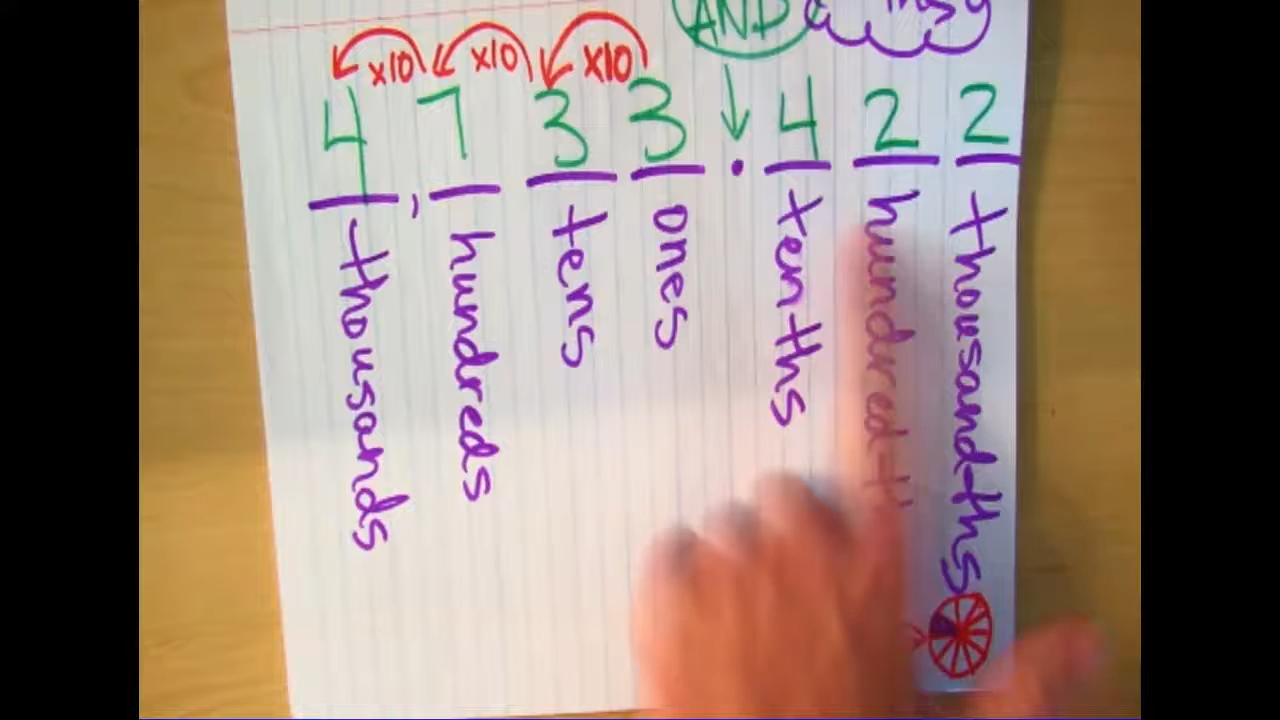 AND
x10 x10 x10
4,733.422
thousands hundreds tens ones tenths thousandths